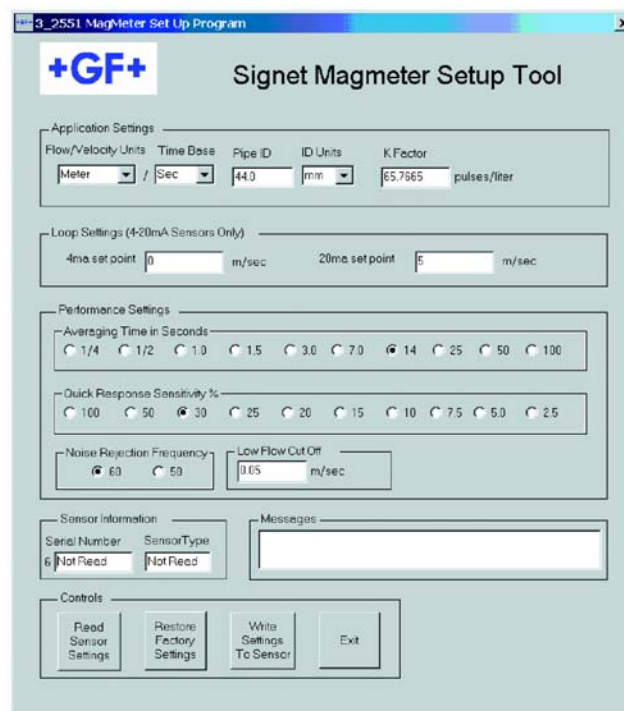 3_2551 MagMeter Set Up Program
+GF+
Signet Magmeter Setup Tool
Application Settings
Flow/Velocity Units Time Base Pipe ID ID Units K Factor
Meter / Sec 44.0 mm 65.7665 pulses/liter
Loop Settings (4-20mA Sensors Only)
4ma set point 0 m/sec 20ma set point 5 m/sec
Performance Settings
Averaging Time in Seconds
1/4 1/2 1.0 1.5 3.0 7.0 14 25 50 100
Quick Response Sensitivity %
100 50 30 25 20 15 10 7.5 5.0 2.5
Noise Rejection Frequency Low Flow Cut Off
60 50 0.05 m/sec
Sensor Information Messages
Serial Number SensorType
6 Not Read Not Read
Controls
Read Sensor Settings
Restore Factory Settings
Write Settings To Sensor
Exit